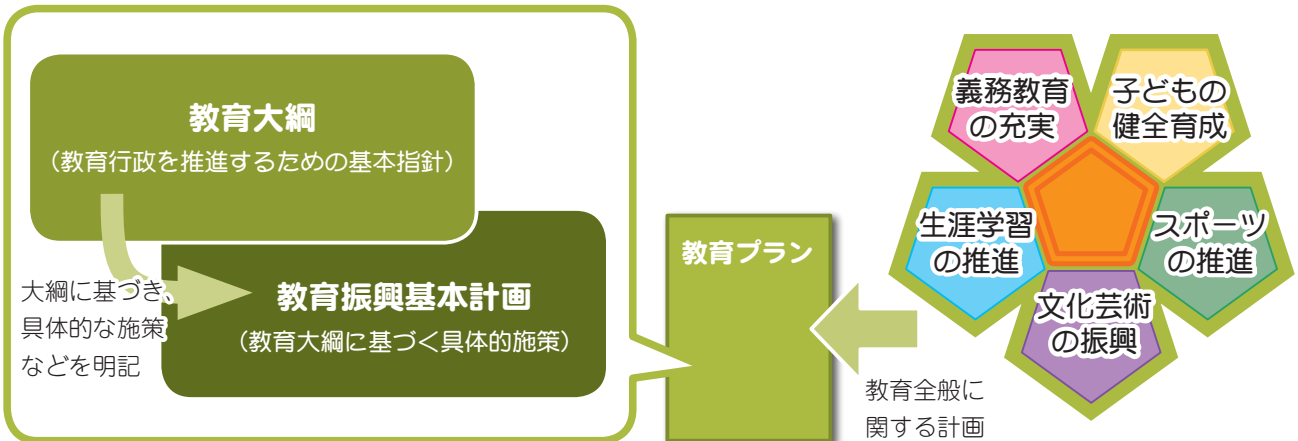 教育大綱
（教育行政を推進するための基本指針）
大綱に基づき、
具体的な施策
などを明記
教育振興基本計画
（教育大綱に基づく具体的施策）
教育プラン
教育全般に
関する計画
義務教育
の充実
子どもの
健全育成
生涯学習
の推進
スポーツ
の推進
文化芸術
の振興